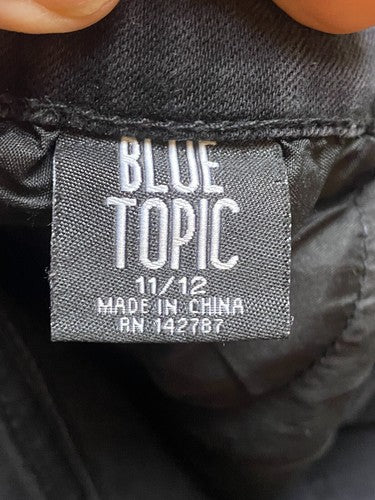 BLUE
TOPIC
11/12
MADE IN CHINA
RN 142787